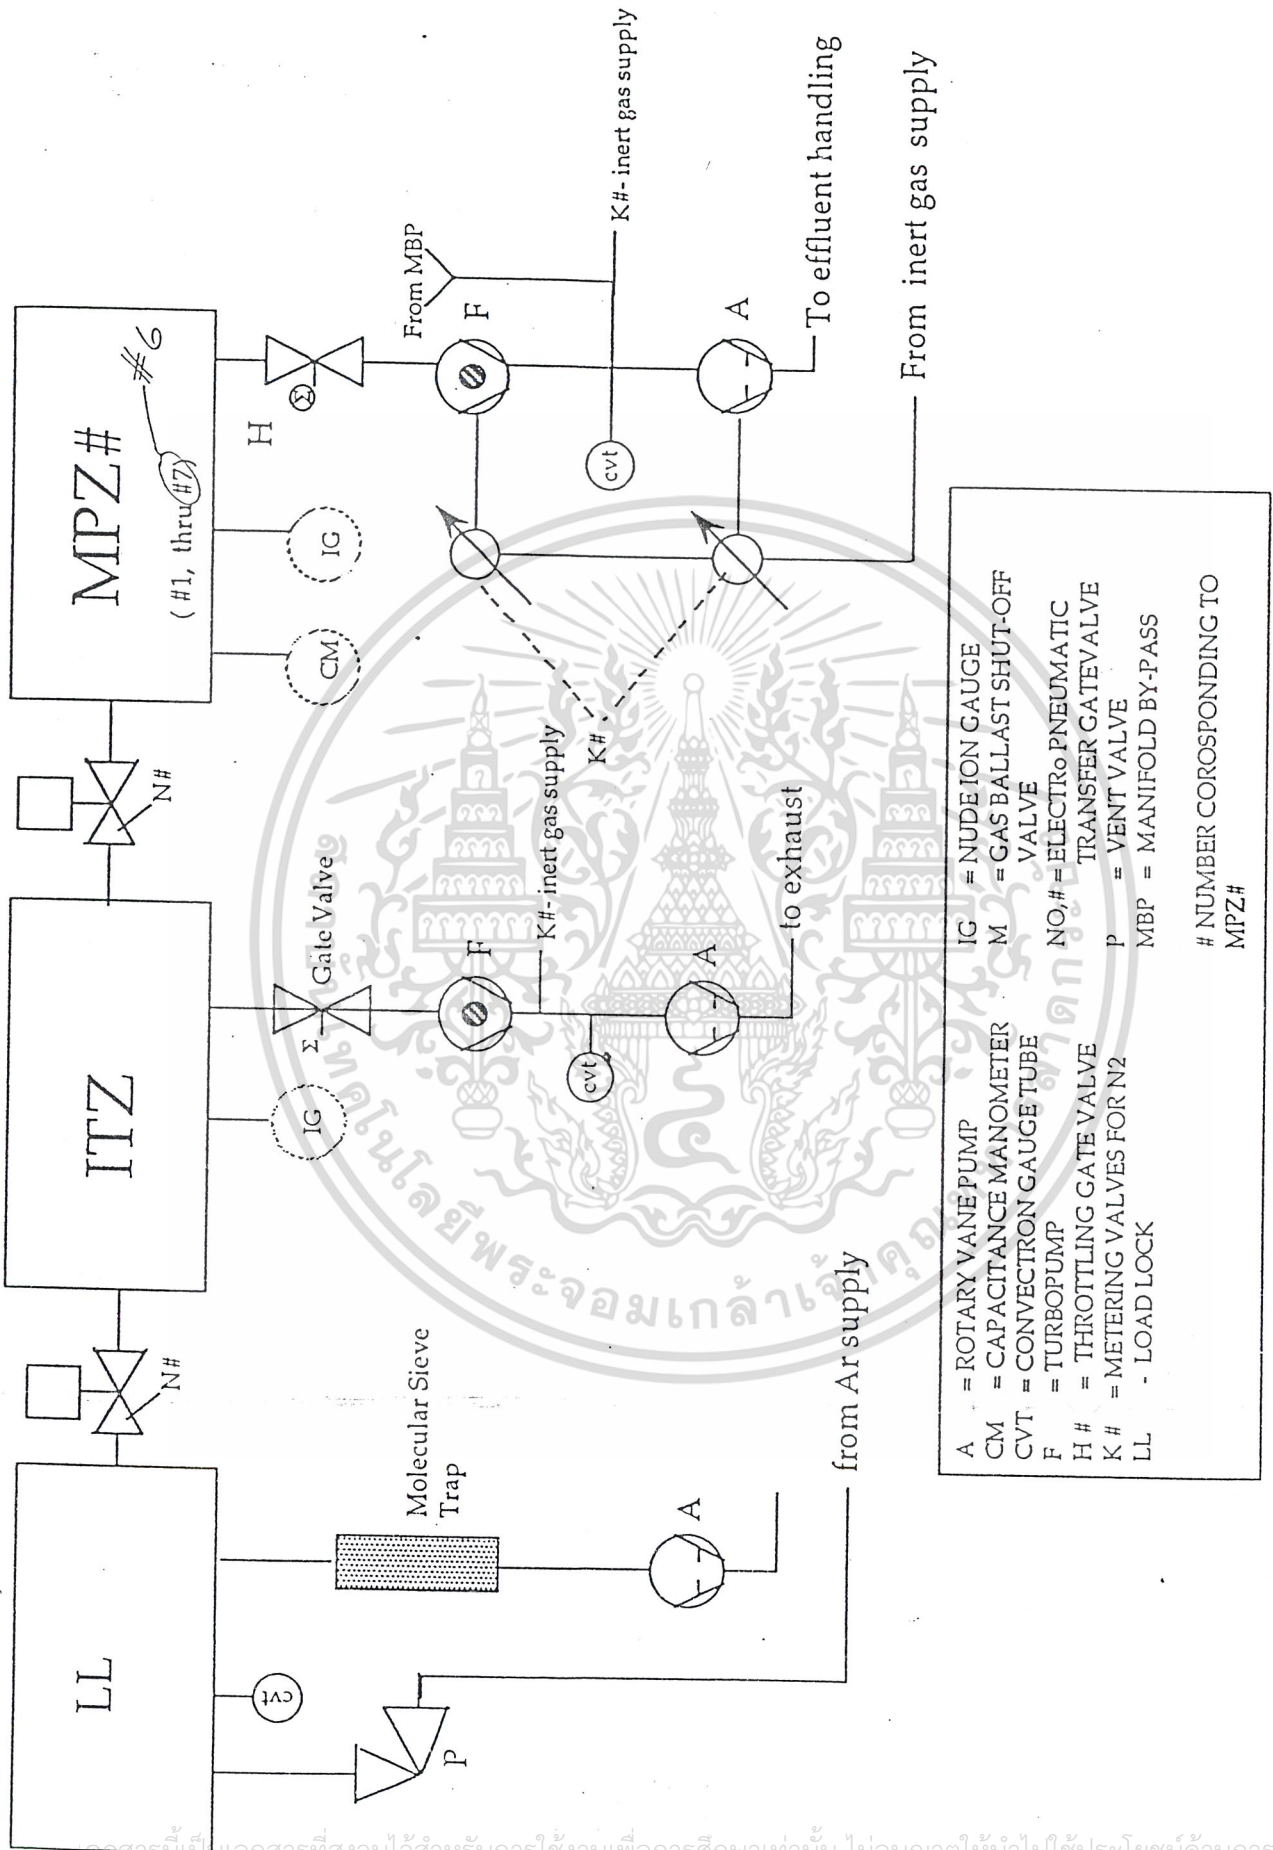 LL
cvt
P
N#
Molecular Sieve
Trap
A
from Ar supply
ITZ
IG
Σ
Gate Valve
F
K#- inert gas supply
cvt
A
to exhaust
N#
MPZ#
(#1, thru #7)
#6
CM
IG
H
Σ
From MBP
F
K#- inert gas supply
cvt
K#
A
To effluent handling
From inert gas supply
A = ROTARY VANE PUMP
CM = CAPACITANCE MANOMETER
CVT = CONVECTRON GAUGE TUBE
F = TURBOPUMP
H # = THROTTLING GATE VALVE
K # = METERING VALVES FOR N2
LL - LOAD LOCK
IG = NUDE ION GAUGE
M = GAS BALLAST SHUT-OFF
VALVE
NO,# = ELECTRo PNEUMATIC
TRANSFER GATEVALVE
P = VENT VALVE
MBP = MANIFOLD BY-PASS
# NUMBER COROSPONDING TO
MPZ#